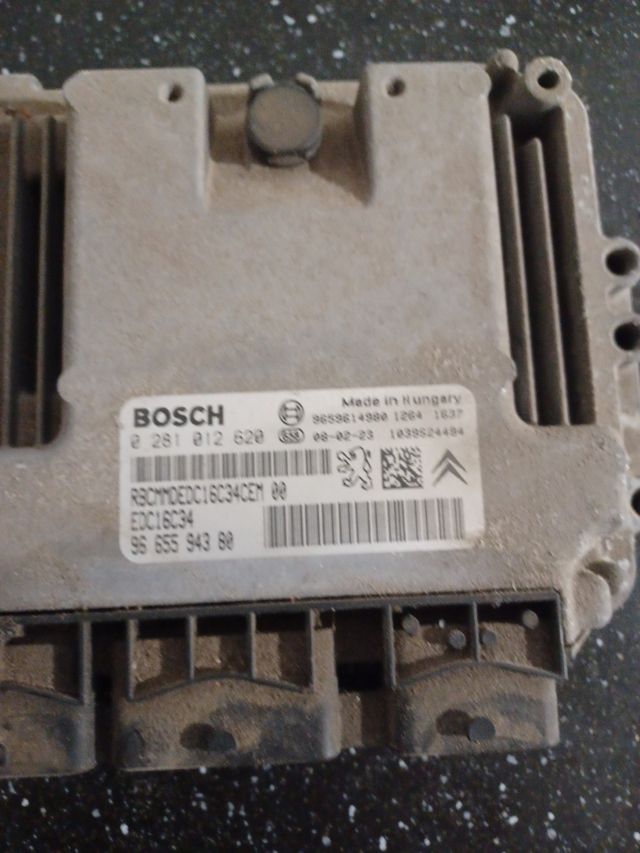 Made in Hungary
BOSCH
9659614980 1264 1637
0 281 012 620
08-02-23 1039S24494
RBCMMDEDC16C34CEM 00
EDC16C34
96 655 943 80